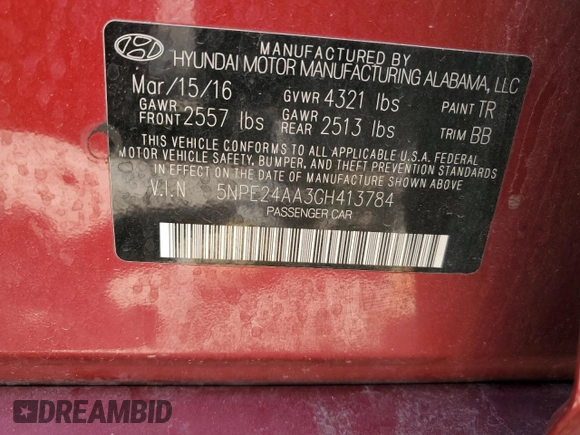 MANUFACTURED BY
HYUNDAI MOTOR MANUFACTURING ALABAMA, LLC
Mar/15/16 GVWR 4321 lbs PAINT TR
GAWR FRONT 2557 lbs GAWR REAR 2513 lbs TRIM BB
THIS VEHICLE CONFORMS TO ALL APPLICABLE U.S.A. FEDERAL
MOTOR VEHICLE SAFETY, BUMPER, AND THEFT PREVENTION STANDARDS
IN EFFECT ON THE DATE OF MANUFACTURE SHOWN ABOVE.
V.I.N 5NPE24AA3GH413784
PASSENGER CAR
DREAMBID